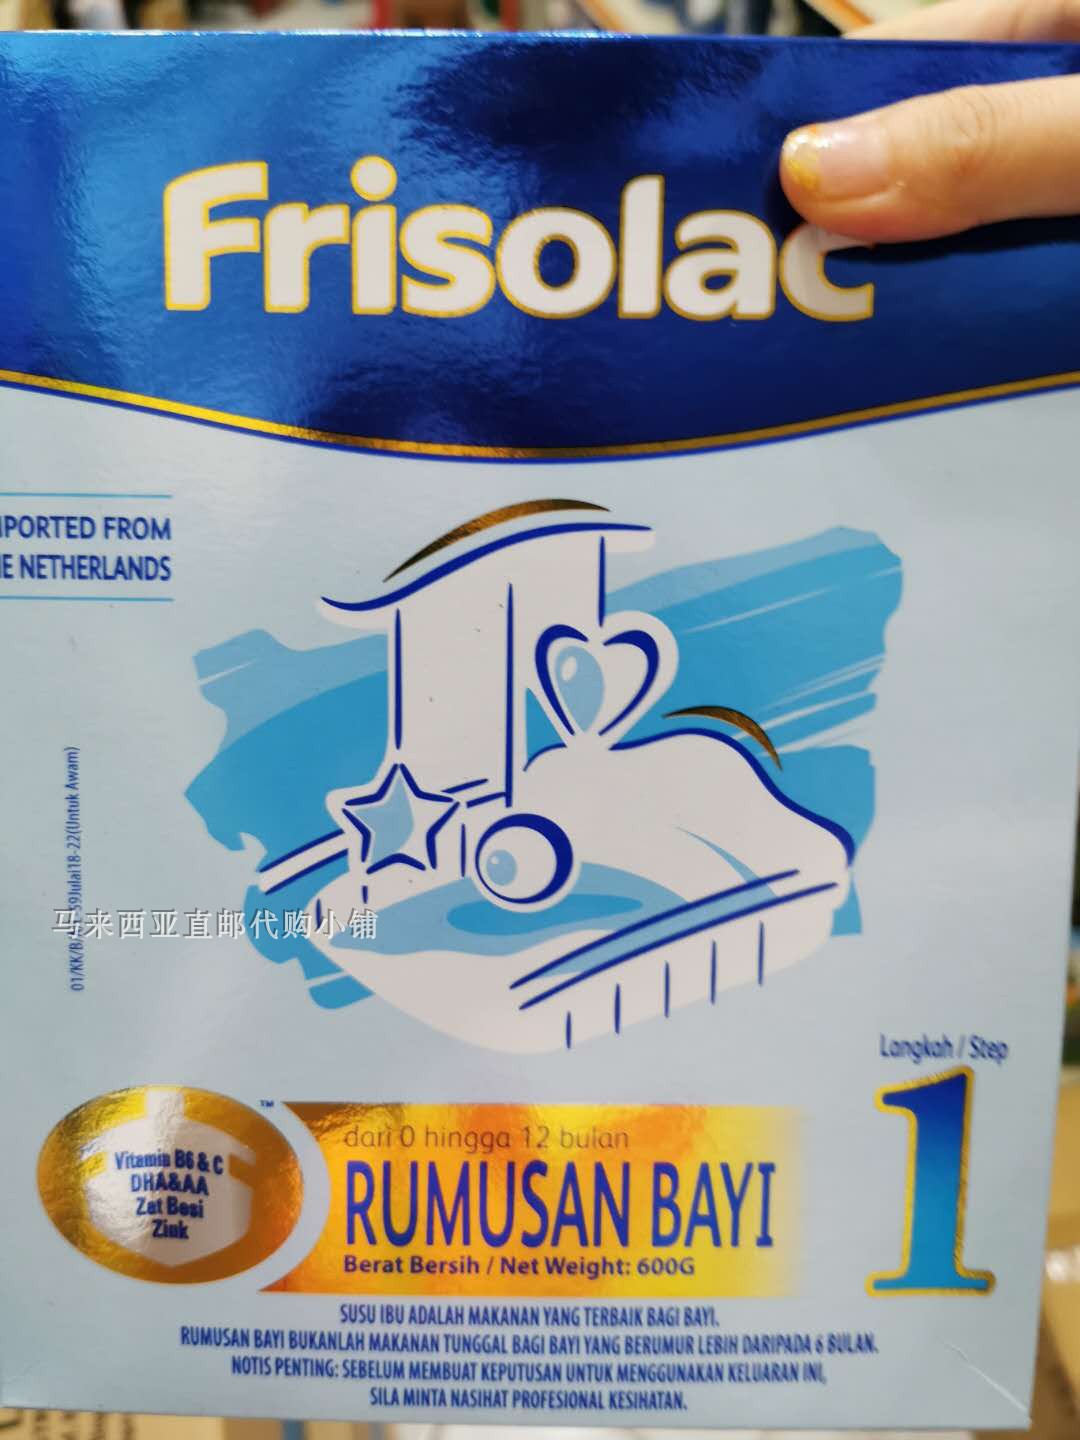 Frisolac
IMPORTED FROM
THE NETHERLANDS
马来西亚直邮代购小铺
Langkah / Step
1
™
Vitamin B6 & C
DHA&AA
Zat Besi
Zink
dari 0 hingga 12 bulan
RUMUSAN BAYI
Berat Bersih / Net Weight: 600G
SUSU IBU ADALAH MAKANAN YANG TERBAIK BAGI BAYI.
RUMUSAN BAYI BUKANLAH MAKANAN TUNGGAL BAGI BAYI YANG BERUMUR LEBIH DARIPADA 6 BULAN.
NOTIS PENTING: SEBELUM MEMBUAT KEPUTUSAN UNTUK MENGGUNAKAN KELUARAN INI,
SILA MINTA NASIHAT PROFESIONAL KESIHATAN.
(Untuk Awam)